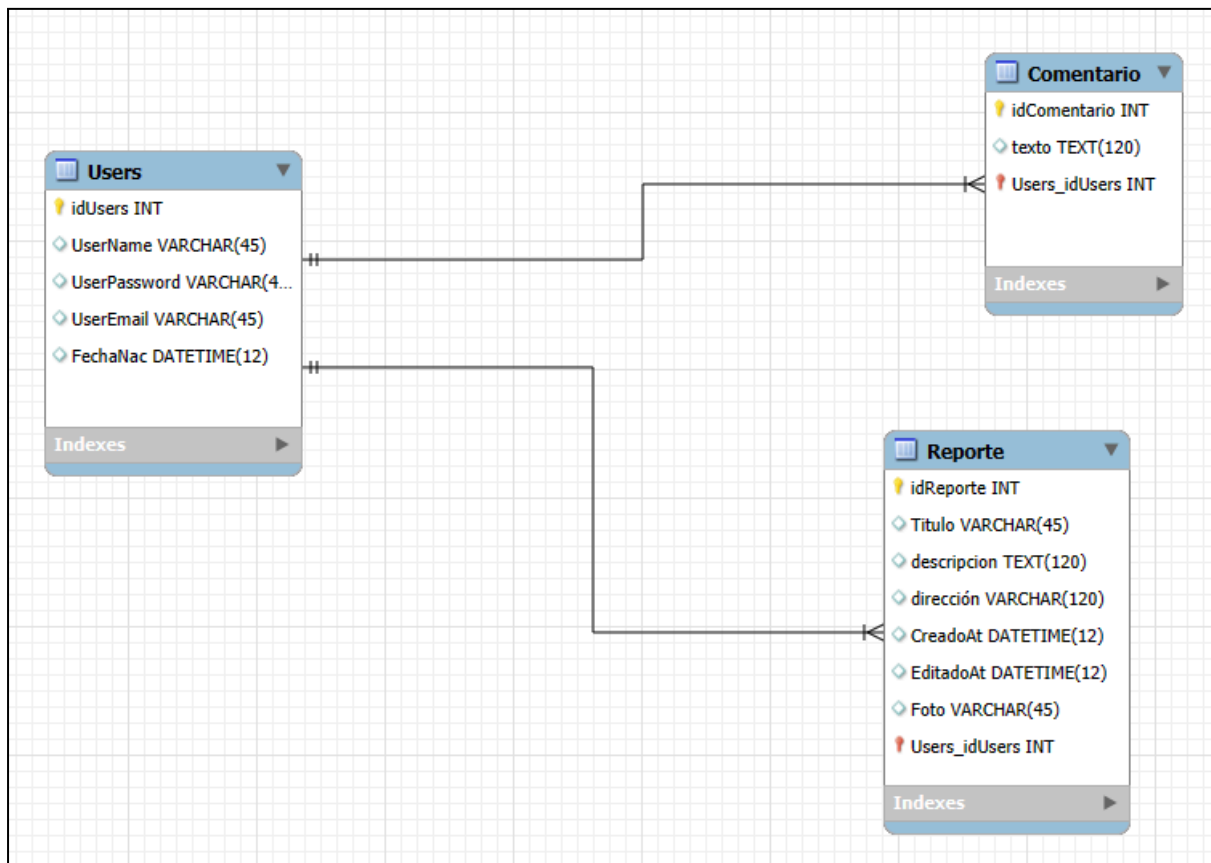 Users
idUsers INT
UserName VARCHAR(45)
UserPassword VARCHAR(4...
UserEmail VARCHAR(45)
FechaNac DATETIME(12)
Indexes
Comentario
idComentario INT
texto TEXT(120)
Users_idUsers INT
Indexes
Reporte
idReporte INT
Titulo VARCHAR(45)
descripcion TEXT(120)
dirección VARCHAR(120)
CreadoAt DATETIME(12)
EditadoAt DATETIME(12)
Foto VARCHAR(45)
Users_idUsers INT
Indexes